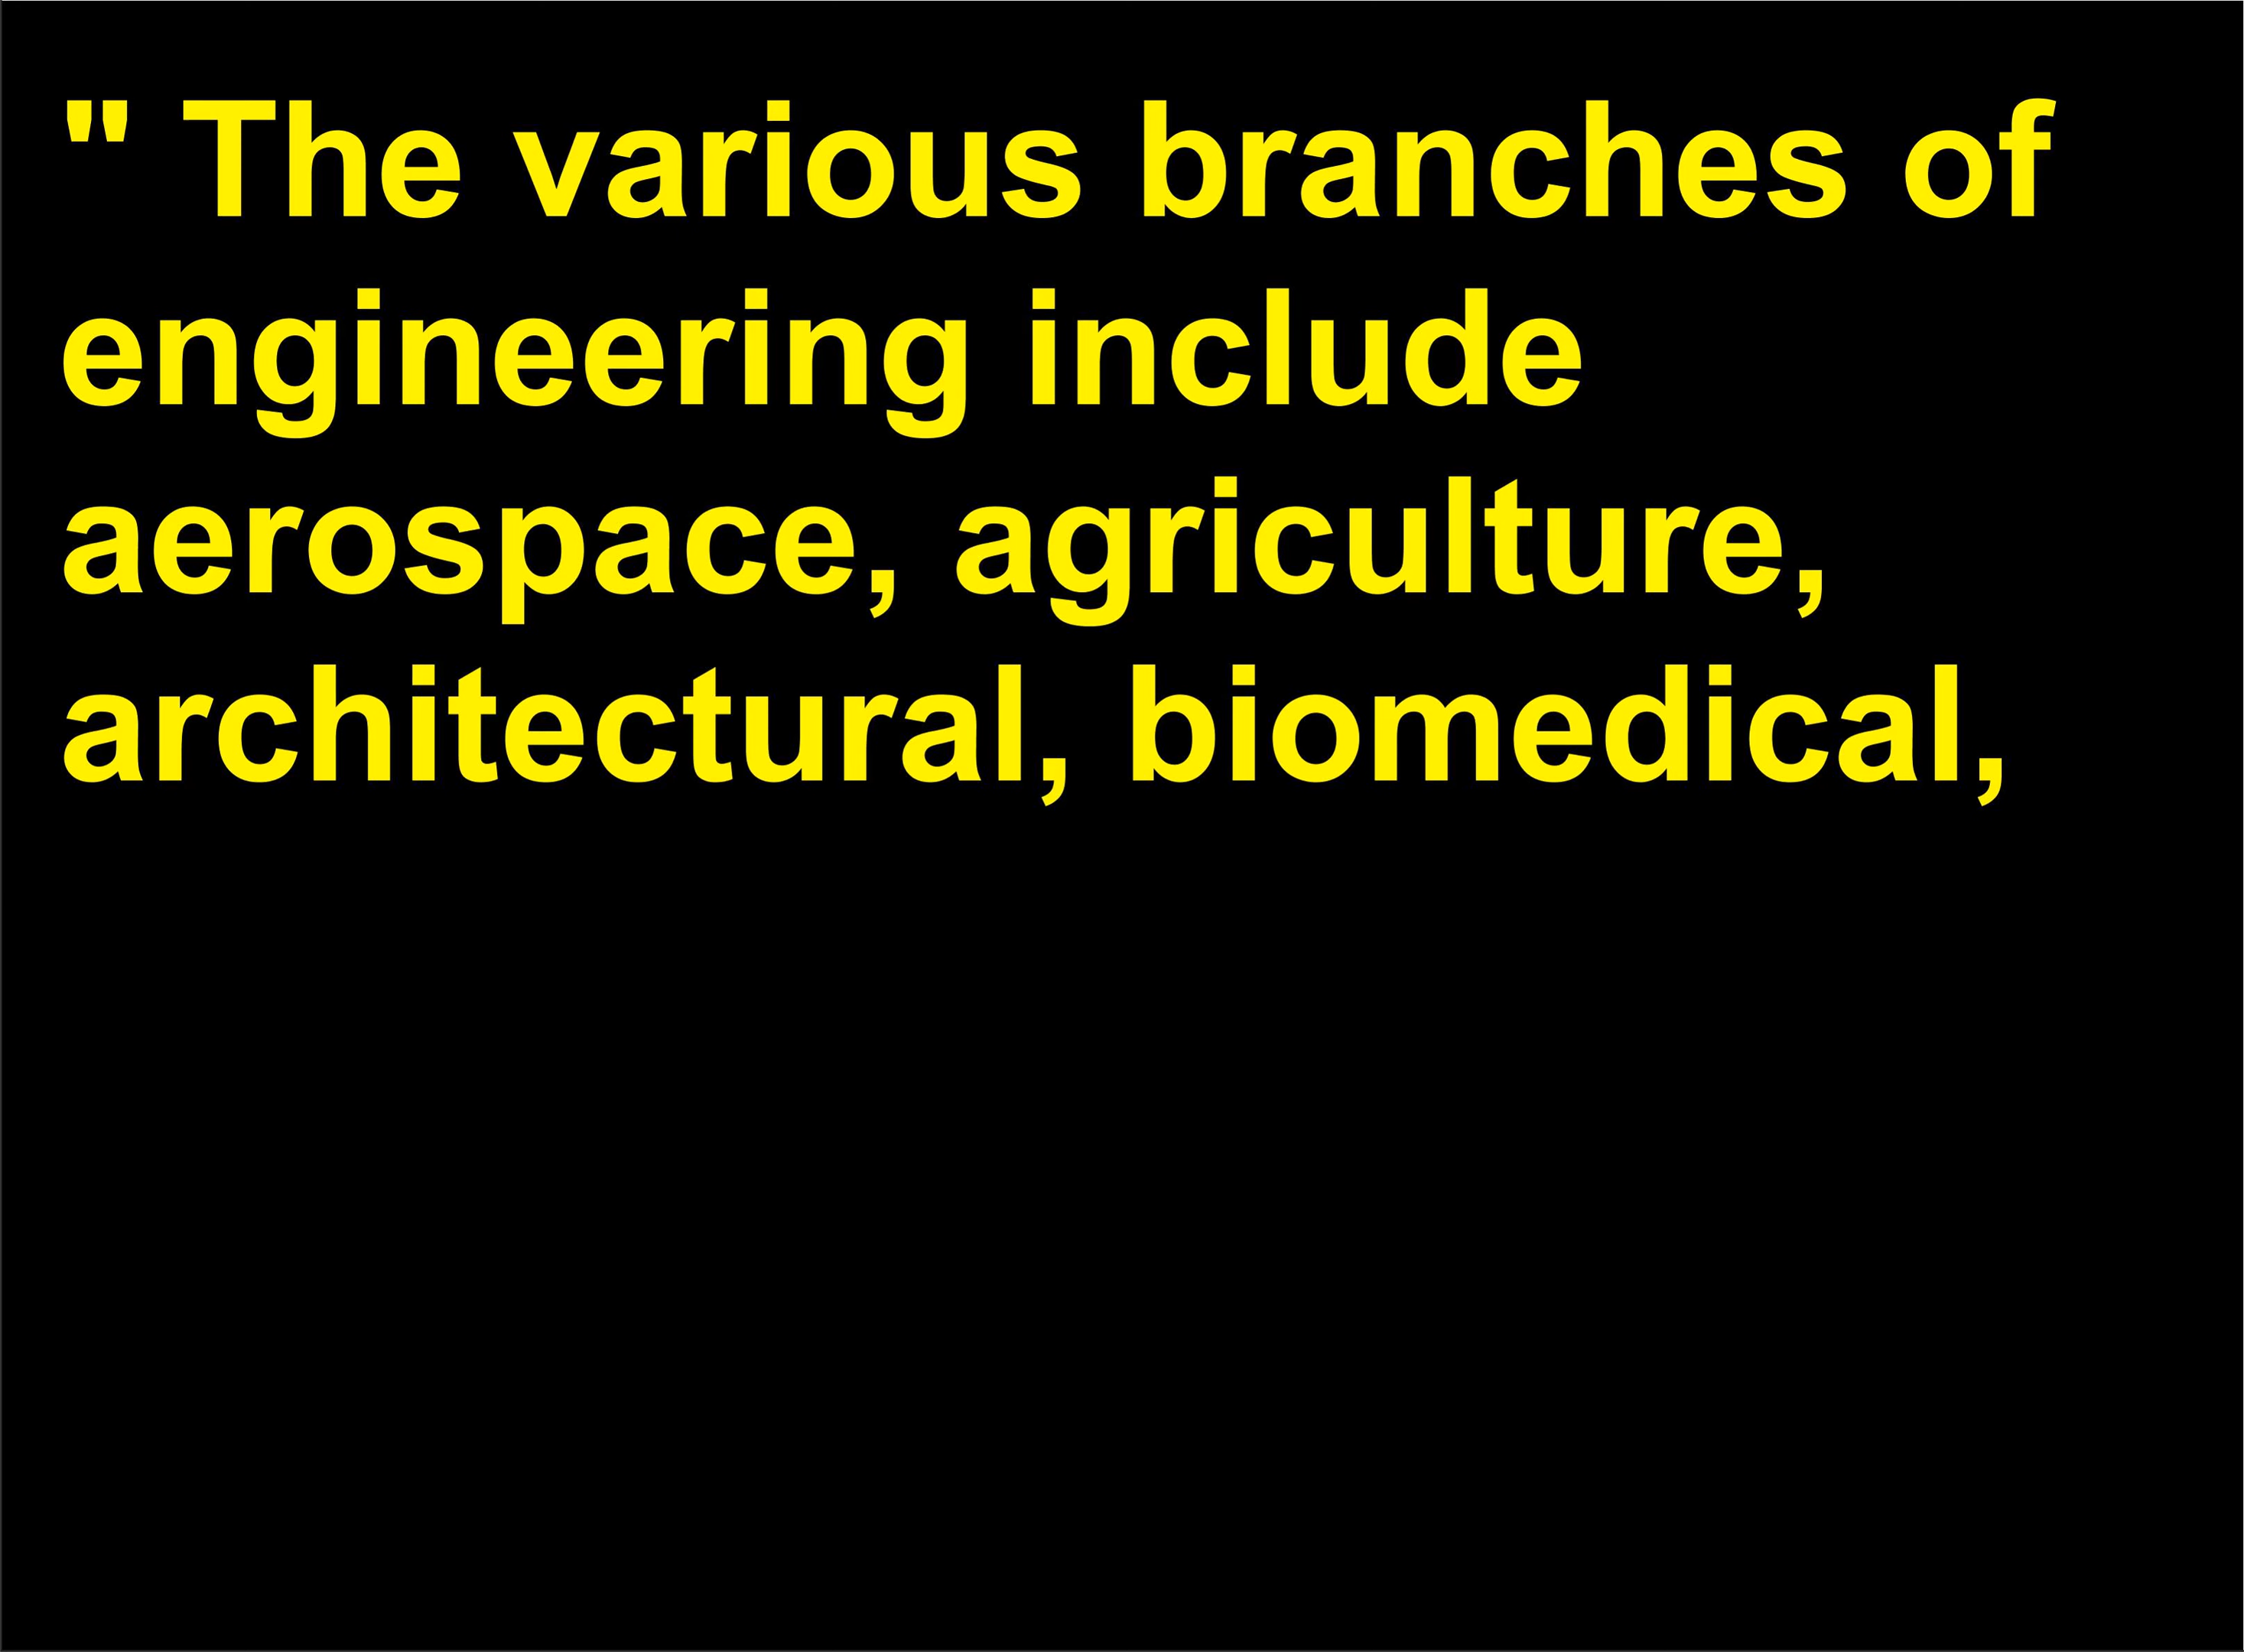 " The various branches of
engineering include
aerospace, agriculture,
architectural, biomedical,